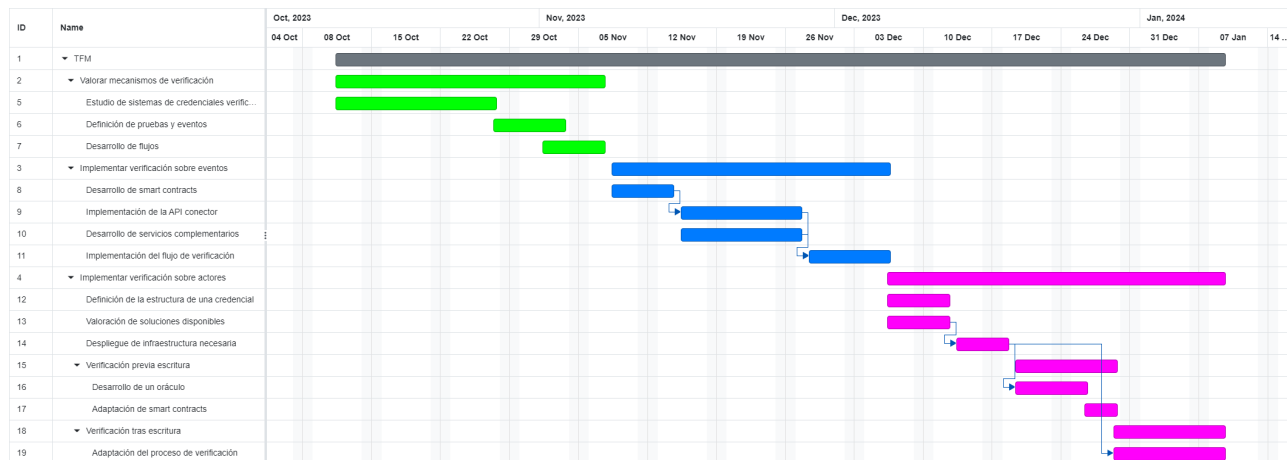 ID Name Oct, 2023 Nov, 2023 Dec, 2023 Jan, 2024
04 Oct 08 Oct 15 Oct 22 Oct 29 Oct 05 Nov 12 Nov 19 Nov 26 Nov 03 Dec 10 Dec 17 Dec 24 Dec 31 Dec 07 Jan 14 ...
1 TFM
2 Valorar mecanismos de verificación
5 Estudio de sistemas de credenciales verific...
6 Definición de pruebas y eventos
7 Desarrollo de flujos
3 Implementar verificación sobre eventos
8 Desarrollo de smart contracts
9 Implementación de la API conector
10 Desarrollo de servicios complementarios
11 Implementación del flujo de verificación
4 Implementar verificación sobre actores
12 Definición de la estructura de una credencial
13 Valoración de soluciones disponibles
14 Despliegue de infraestructura necesaria
15 Verificación previa escritura
16 Desarrollo de un oráculo
17 Adaptación de smart contracts
18 Verificación tras escritura
19 Adaptación del proceso de verificación